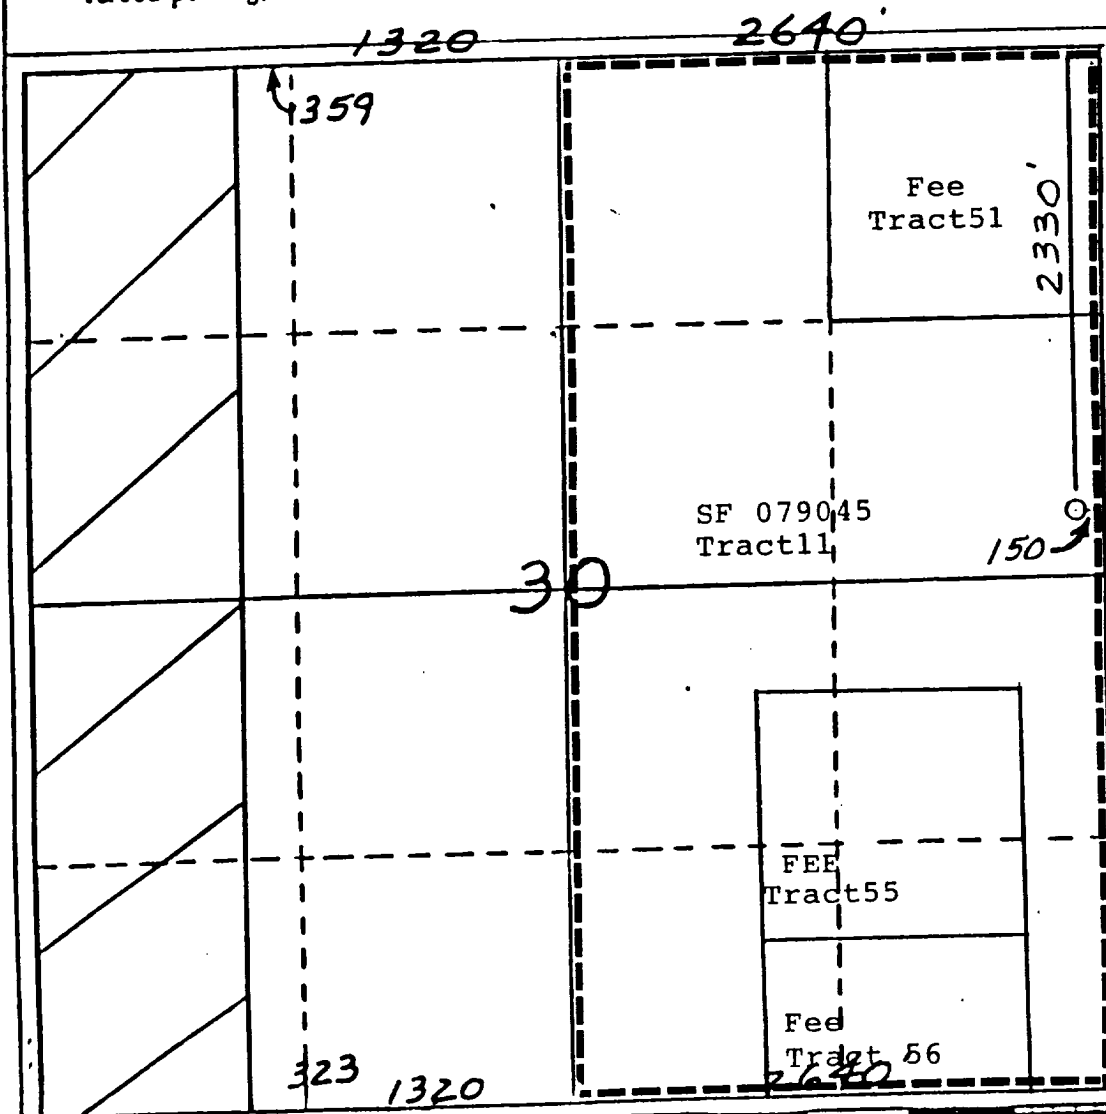 1320 2640'
359
Fee
Tract51
2330'
SF 079045
Tract11
150
30
FEE
Tract55
Fee
Tract 56
323 1320 2640